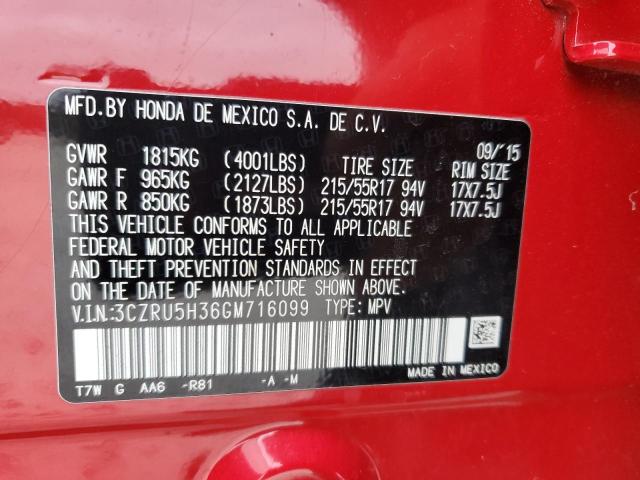 MFD.BY HONDA DE MEXICO S.A. DE C.V.
09/'15
GVWR 1815KG (4001LBS) TIRE SIZE RIM SIZE
GAWR F 965KG (2127LBS) 215/55R17 94V 17X7.5J
GAWR R 850KG (1873LBS) 215/55R17 94V 17X7.5J
THIS VEHICLE CONFORMS TO ALL APPLICABLE
FEDERAL MOTOR VEHICLE SAFETY
AND THEFT PREVENTION STANDARDS IN EFFECT
ON THE DATE OF MANUFACTURE SHOWN ABOVE.
V.I.N.:3CZRU5H36GM716099 TYPE: MPV
T7W G AA6 -R81 -A -M
MADE IN MEXICO